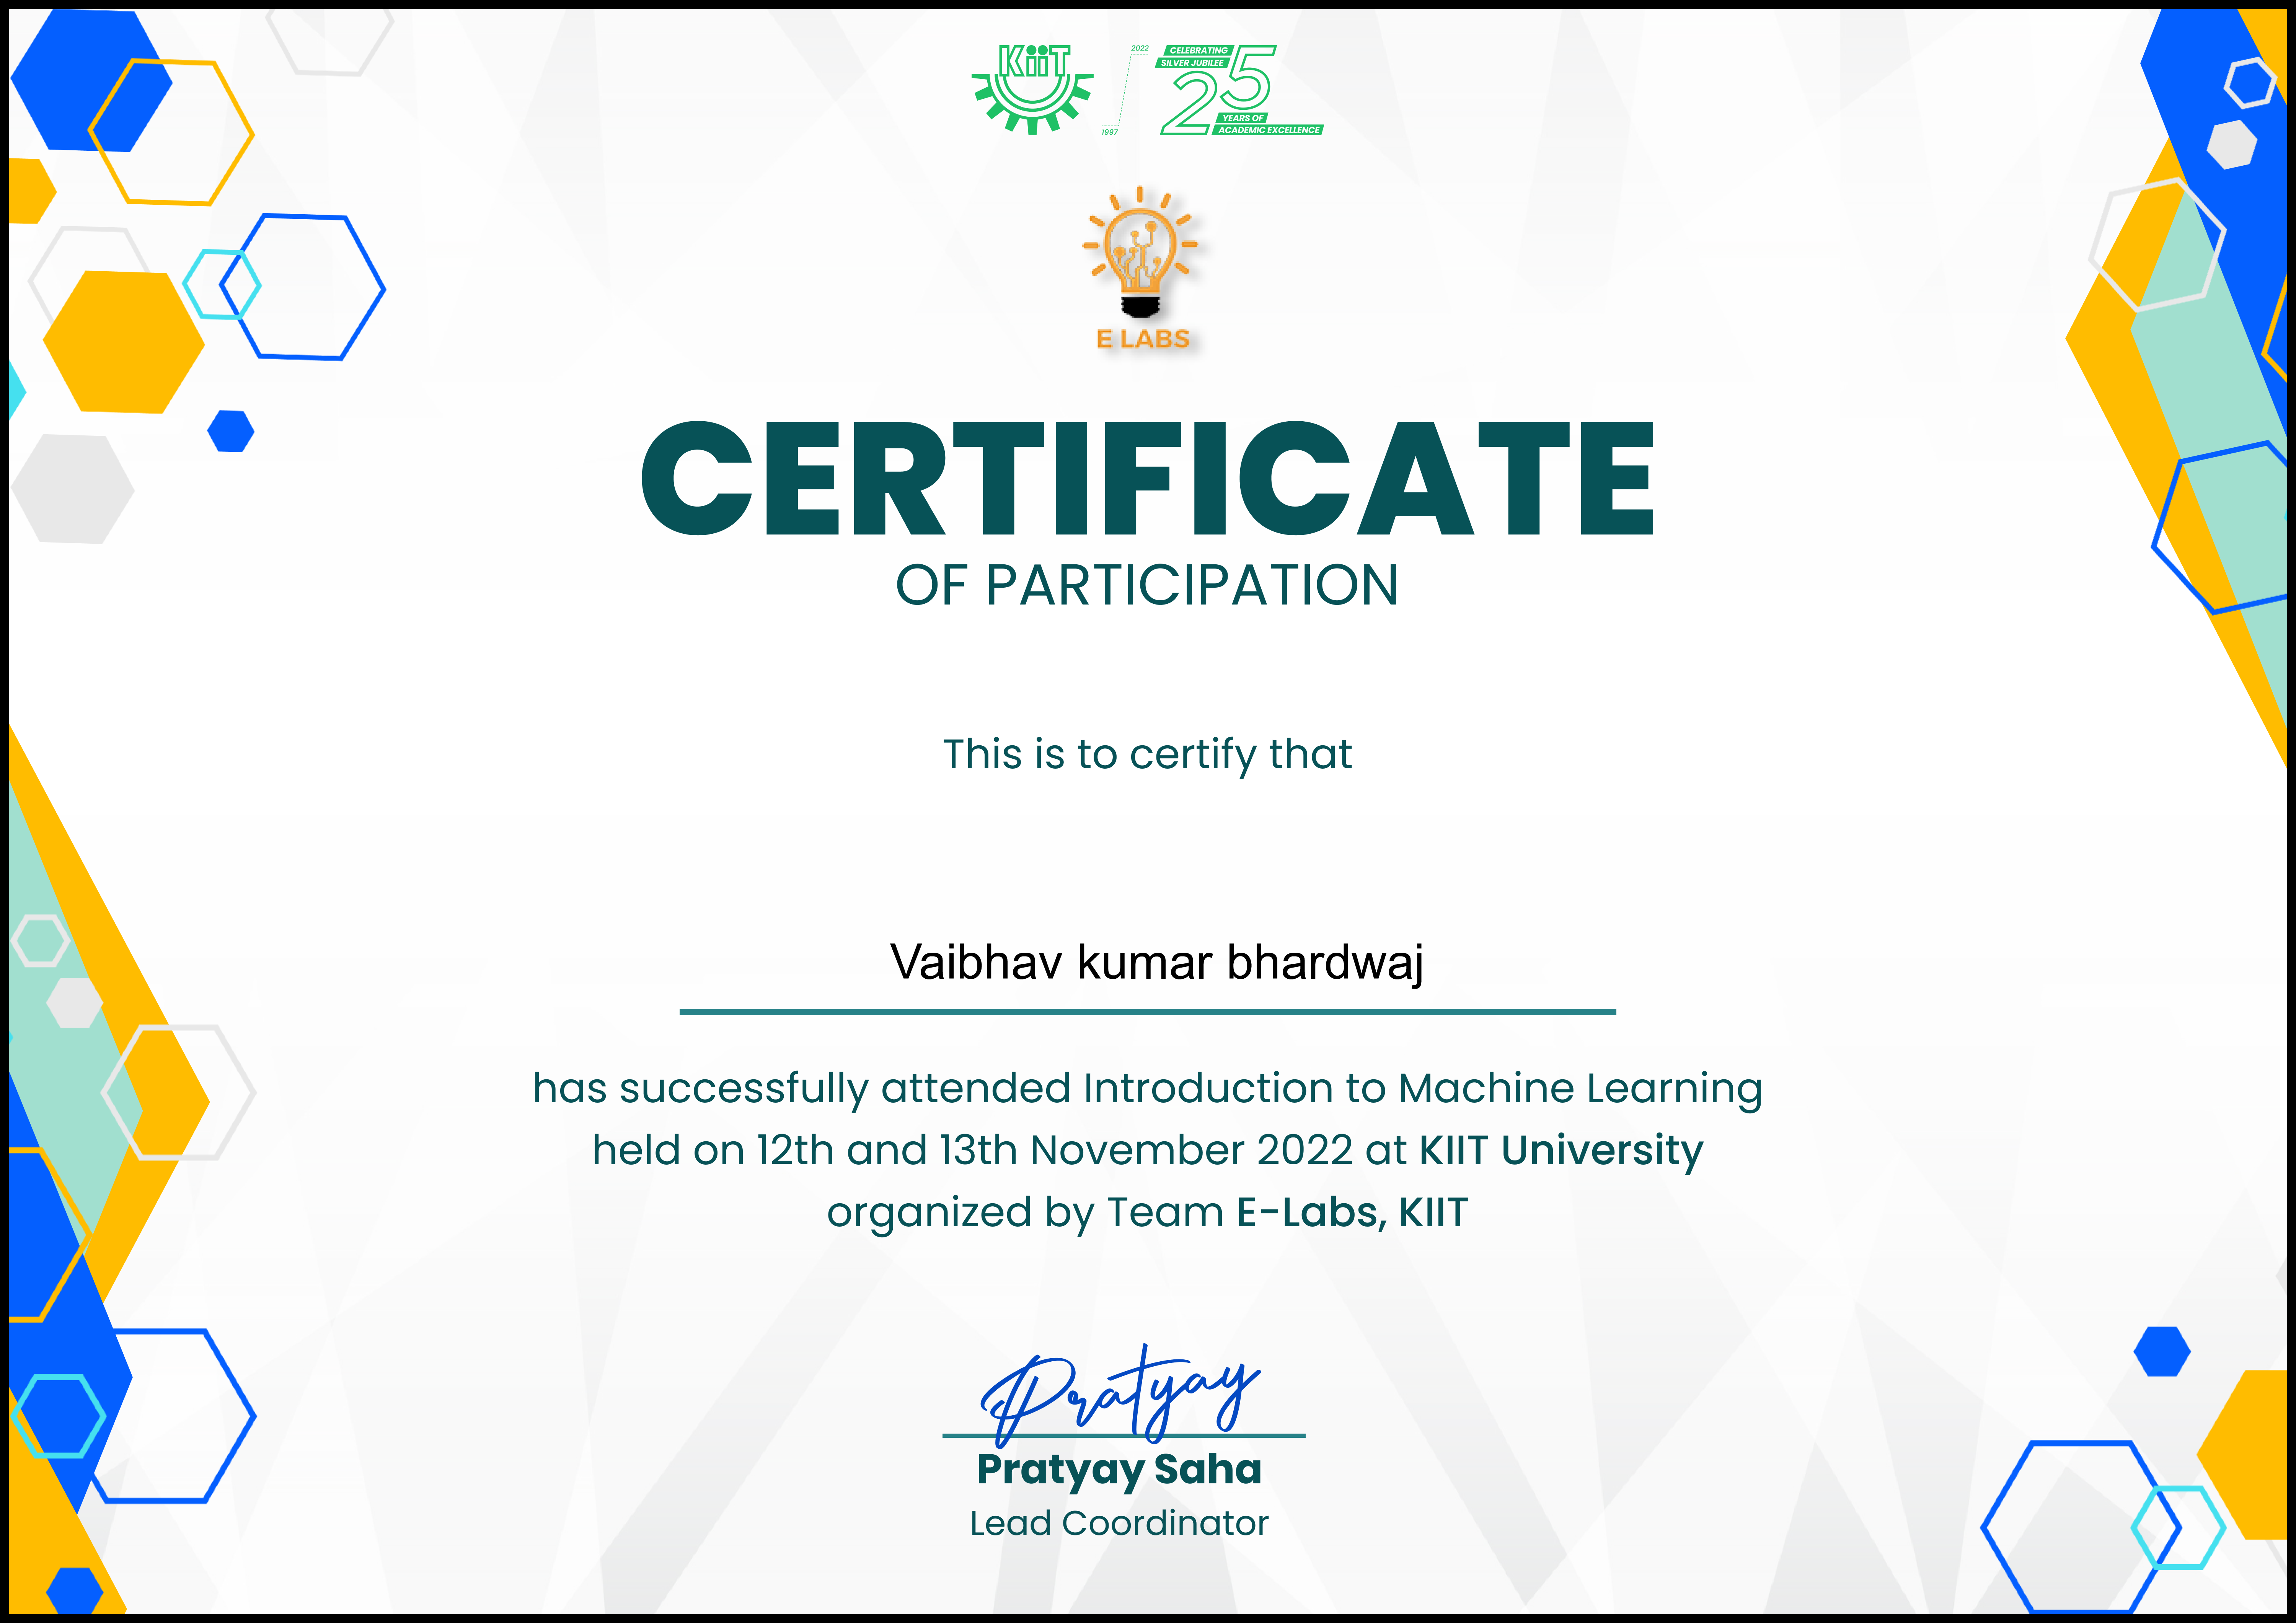 KiiT
2022
1997
CELEBRATING
SILVER JUBILEE
25
YEARS OF
ACADEMIC EXCELLENCE
E LABS
CERTIFICATE
OF PARTICIPATION
This is to certify that
Vaibhav kumar bhardwaj
has successfully attended Introduction to Machine Learning
held on 12th and 13th November 2022 at KIIT University
organized by Team E-Labs, KIIT
Pratyay
Pratyay Saha
Lead Coordinator